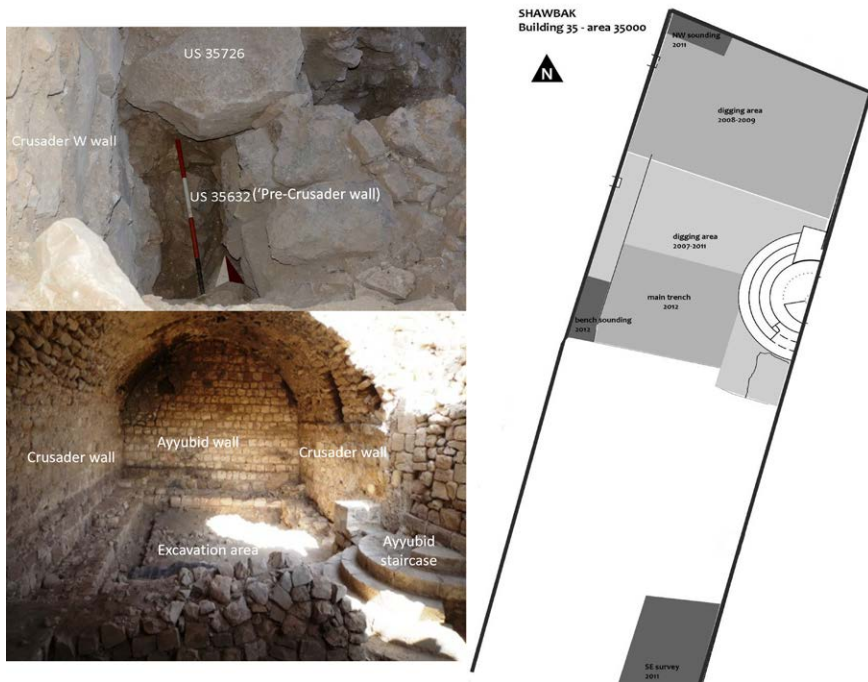 US 35726
Crusader W wall
US 35632 ('Pre-Crusader wall)
Ayyubid wall
Crusader wall
Crusader wall
Excavation area
Ayyubid
staircase
SHAWBAK
Building 35 - area 35000
N
NW sounding
2011
digging area
2008-2009
digging area
2007-2011
main trench
2012
bench sounding
2012
SE survey
2011